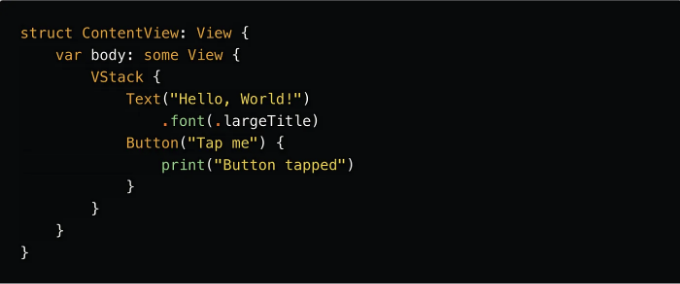 struct ContentView: View {
    var body: some View {
        VStack {
            Text("Hello, World!")
                .font(.largeTitle)
            Button("Tap me") {
                print("Button tapped")
            }
        }
    }
}